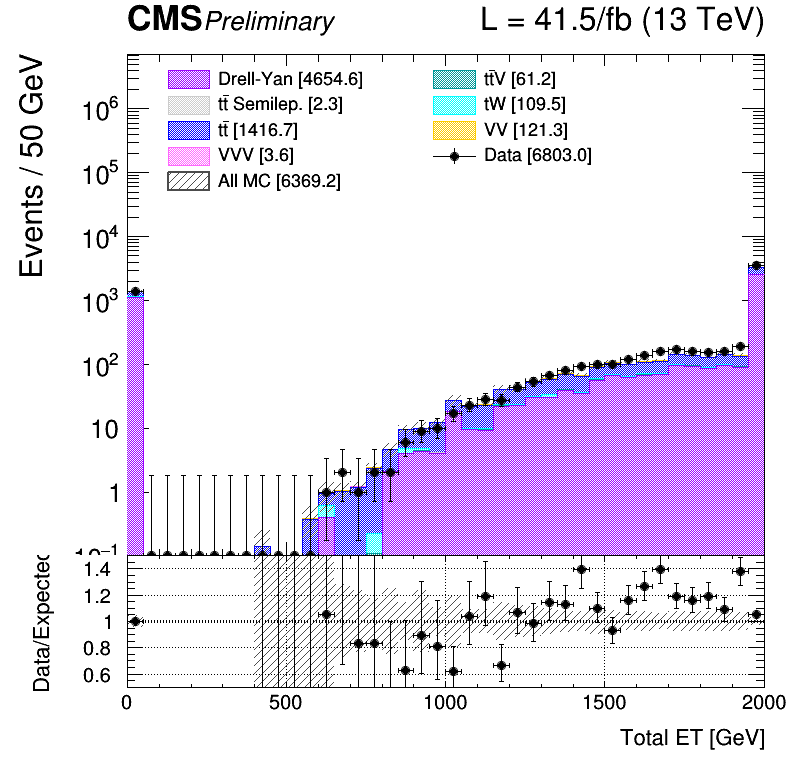 CMS Preliminary L = 41.5/fb (13 TeV)
Events / 50 GeV
Drell-Yan [4654.6]
tt̄ Semilep. [2.3]
tt̄ [1416.7]
VVV [3.6]
All MC [6369.2]
tt̄V [61.2]
tW [109.5]
VV [121.3]
Data [6803.0]
10⁶
10⁵
10⁴
10³
10²
10
1
10⁻¹
Data/Expected
1.4
1.2
1
0.8
0.6
0 500 1000 1500 2000
Total ET [GeV]